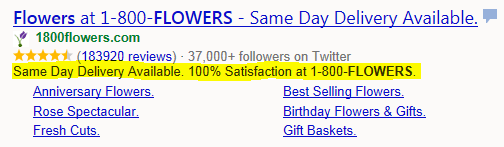 Flowers at 1-800-FLOWERS - Same Day Delivery Available.
1800flowers.com
(183920 reviews) · 37,000+ followers on Twitter
Same Day Delivery Available. 100% Satisfaction at 1-800-FLOWERS.
Anniversary Flowers. Best Selling Flowers.
Rose Spectacular. Birthday Flowers & Gifts.
Fresh Cuts. Gift Baskets.